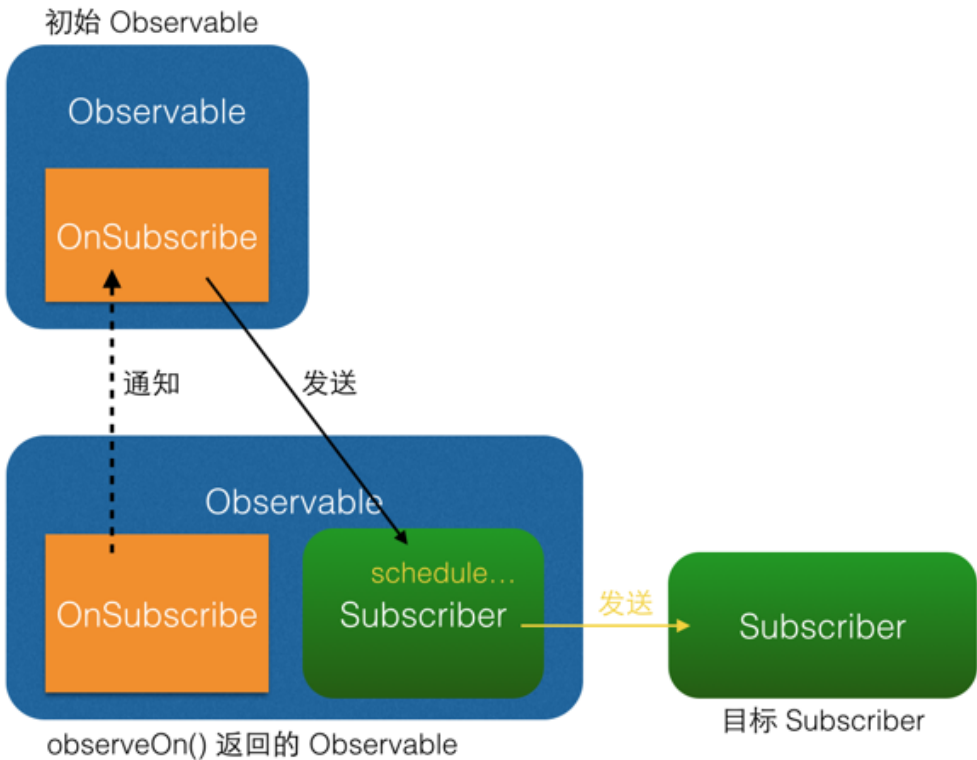 初始 Observable
Observable
OnSubscribe
通知
发送
Observable
schedule...
OnSubscribe
Subscriber
发送
Subscriber
目标 Subscriber
observeOn() 返回的 Observable